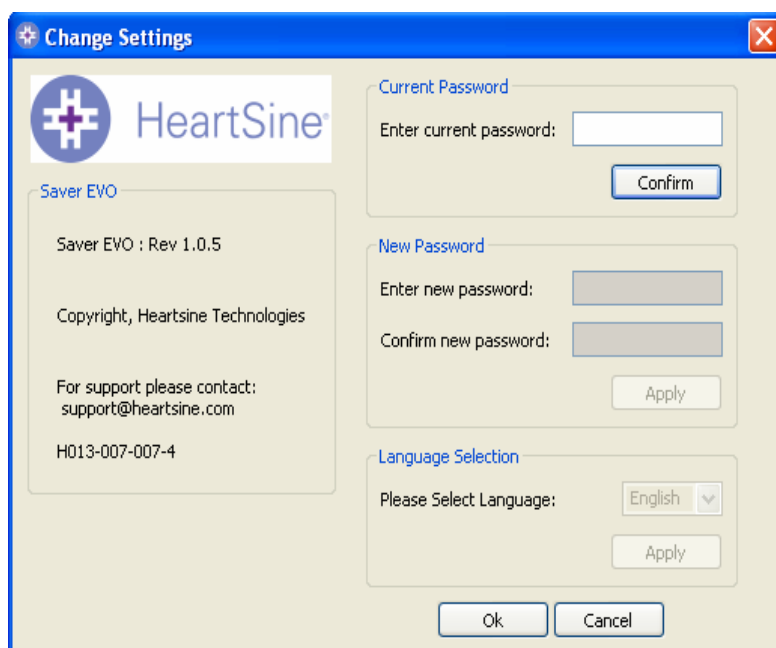 Change Settings
HeartSine®
Saver EVO
Saver EVO : Rev 1.0.5
Copyright, Heartsine Technologies
For support please contact:
support@heartsine.com
H013-007-007-4
Current Password
Enter current password:
Confirm
New Password
Enter new password:
Confirm new password:
Apply
Language Selection
Please Select Language:
English
Apply
Ok
Cancel